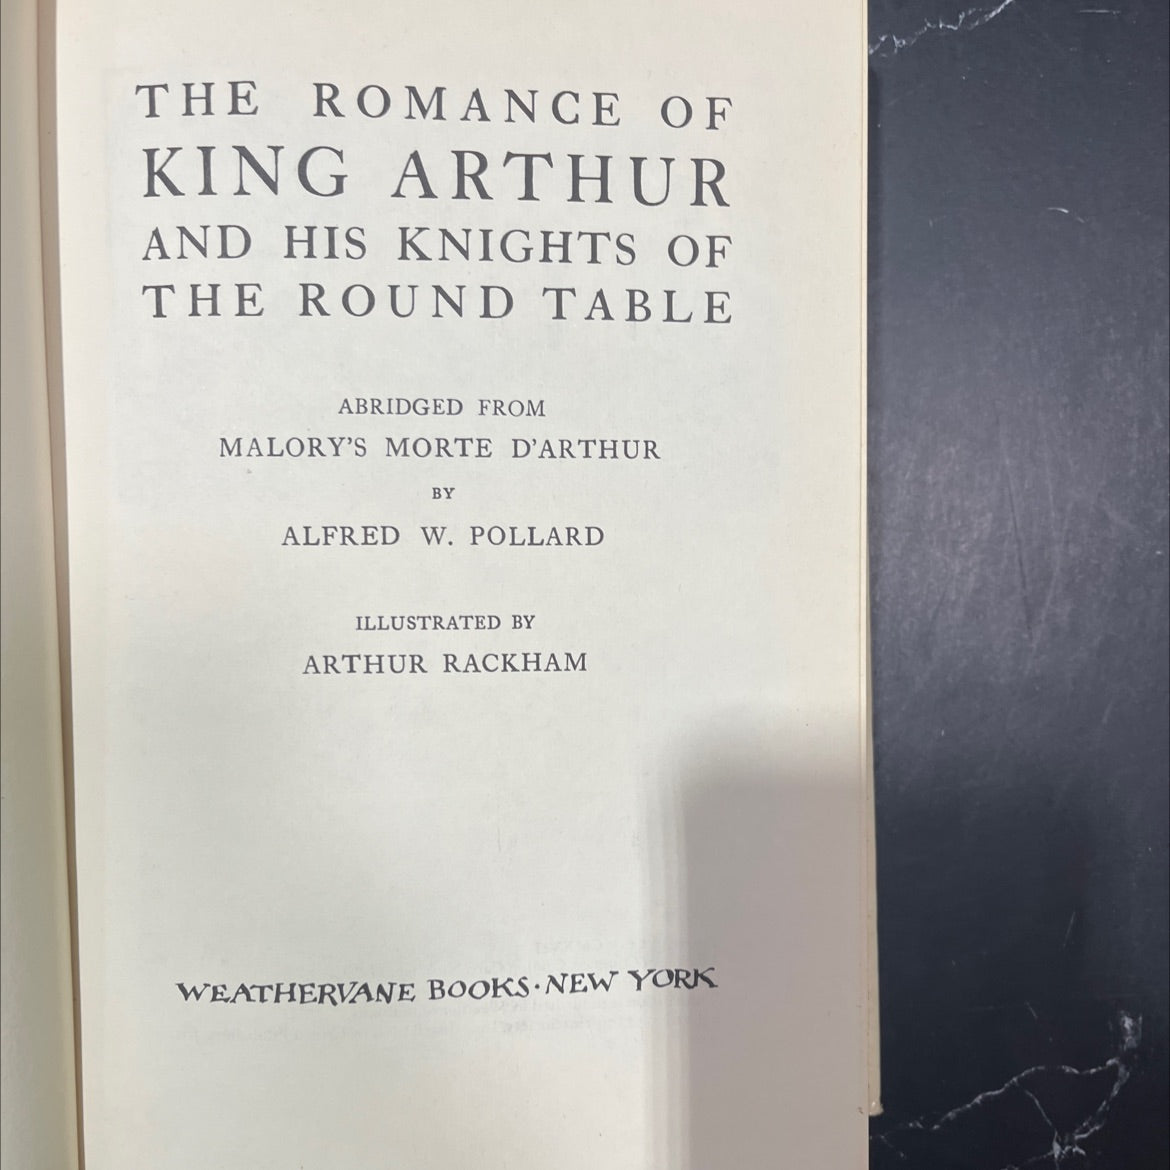 THE ROMANCE OF
KING ARTHUR
AND HIS KNIGHTS OF
THE ROUND TABLE
ABRIDGED FROM
MALORY'S MORTE D'ARTHUR
BY
ALFRED W. POLLARD
ILLUSTRATED BY
ARTHUR RACKHAM
WEATHERVANE BOOKS·NEW YORK